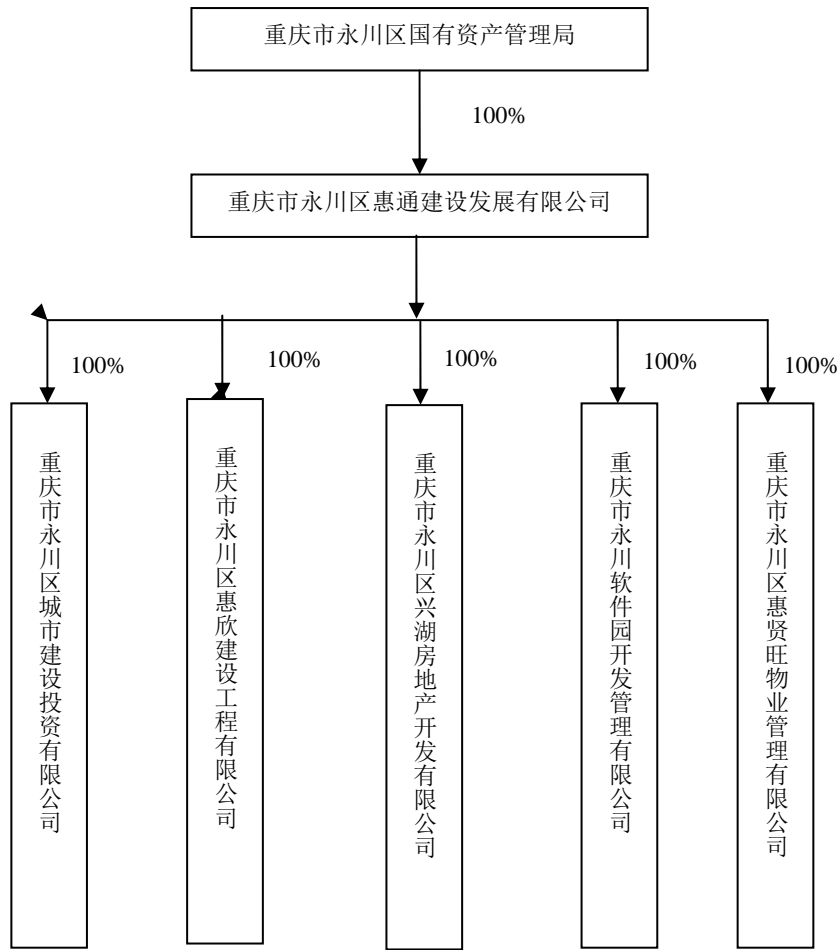 重庆市永川区国有资产管理局
100%
重庆市永川区惠通建设发展有限公司
100%
100%
100%
100%
100%
重庆市永川区城市建设投资有限公司
重庆市永川区惠欣建设工程有限公司
重庆市永川区兴湖房地产开发有限公司
重庆市永川软件园开发管理有限公司
重庆市永川区惠贤旺物业管理有限公司